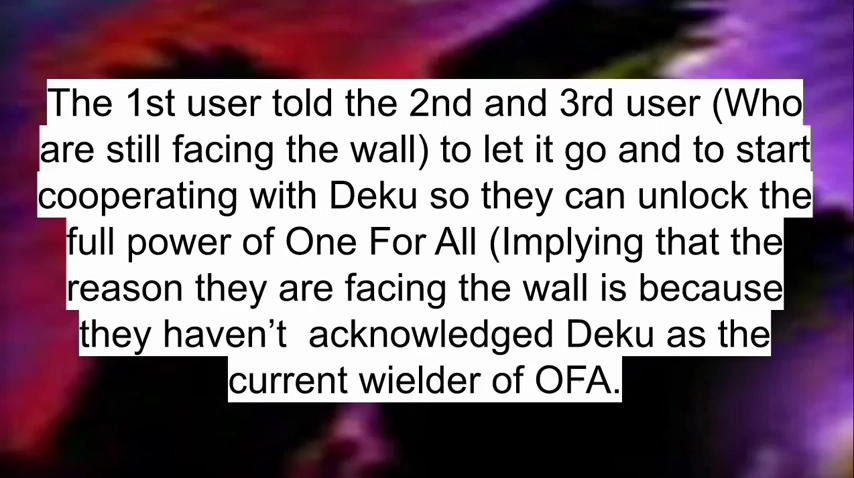 The 1st user told the 2nd and 3rd user (Who
are still facing the wall) to let it go and to start
cooperating with Deku so they can unlock the
full power of One For All (Implying that the
reason they are facing the wall is because
they haven’t  acknowledged Deku as the
current wielder of OFA.